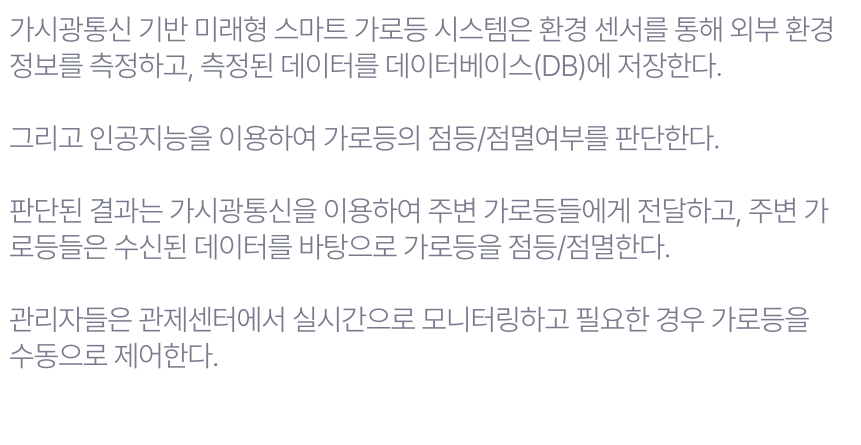 가시광통신 기반 미래형 스마트 가로등 시스템은 환경 센서를 통해 외부 환경
정보를 측정하고, 측정된 데이터를 데이터베이스(DB)에 저장한다.
그리고 인공지능을 이용하여 가로등의 점등/점멸여부를 판단한다.
판단된 결과는 가시광통신을 이용하여 주변 가로등들에게 전달하고, 주변 가
로등들은 수신된 데이터를 바탕으로 가로등을 점등/점멸한다.
관리자들은 관제센터에서 실시간으로 모니터링하고 필요한 경우 가로등을
수동으로 제어한다.